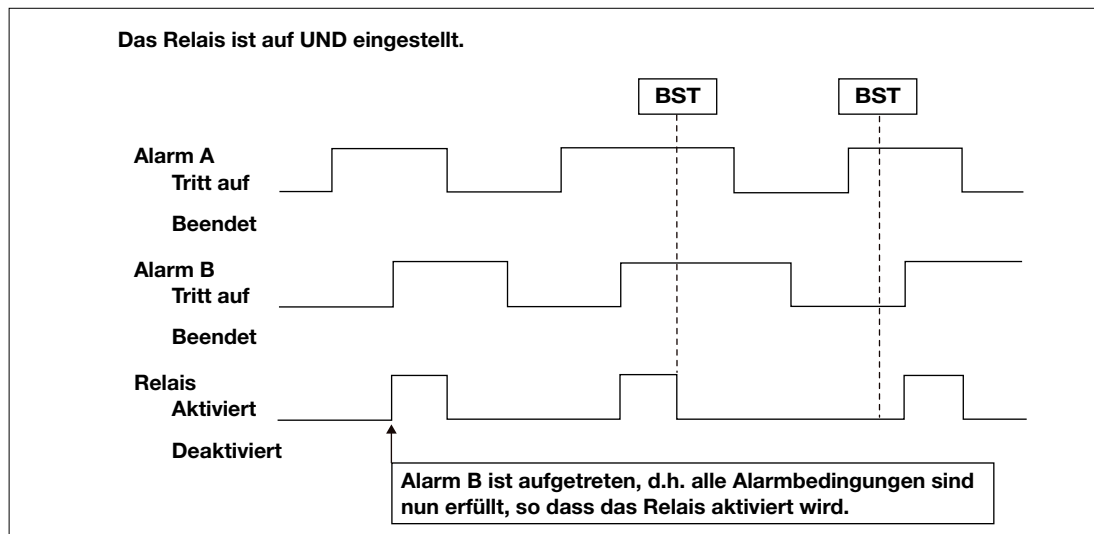 Das Relais ist auf UND eingestellt.
BST
BST
Alarm A
Tritt auf
Beendet
Alarm B
Tritt auf
Beendet
Relais
Aktiviert
Deaktiviert
Alarm B ist aufgetreten, d.h. alle Alarmbedingungen sind
nun erfüllt, so dass das Relais aktiviert wird.